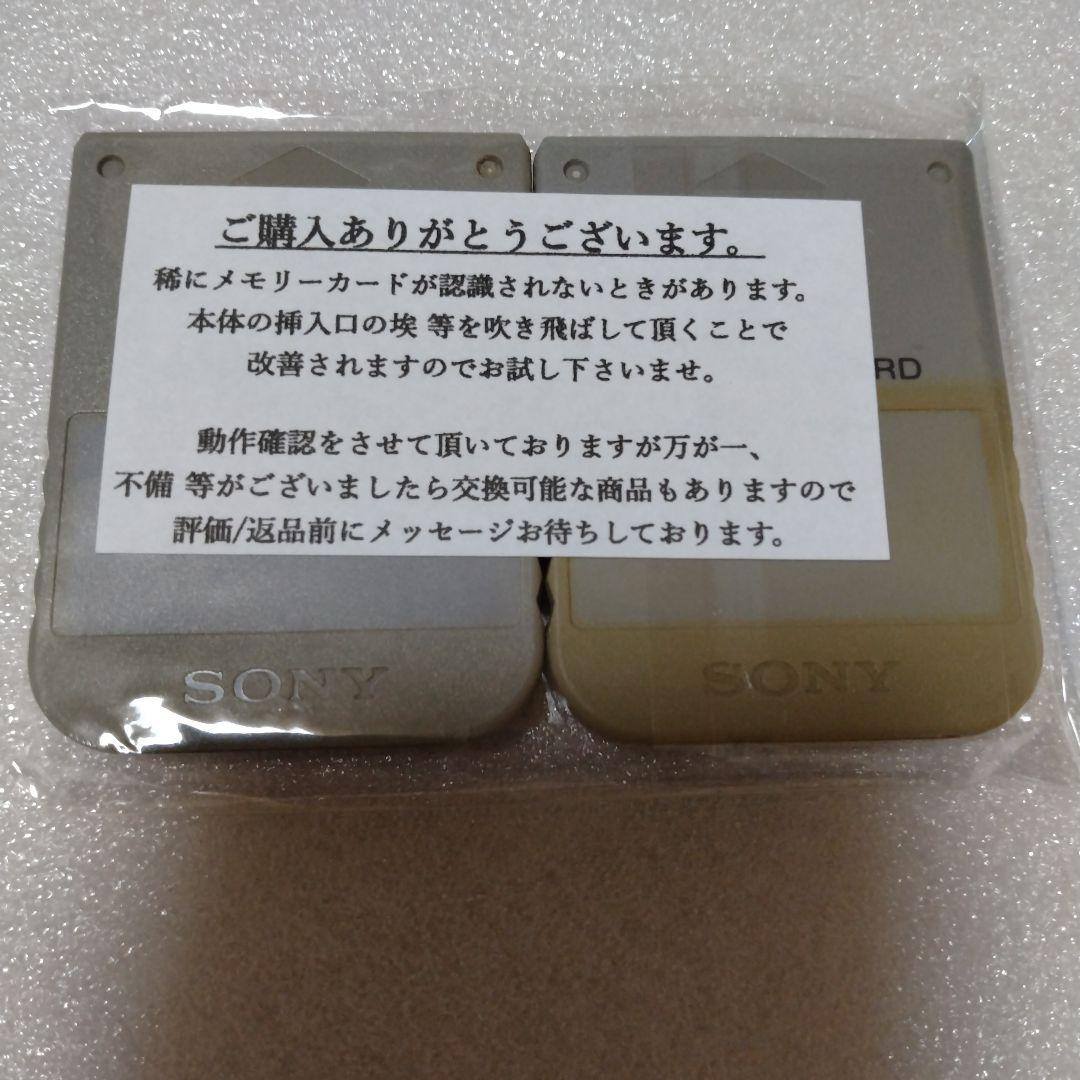 ご購入ありがとうございます。
稀にメモリーカードが認識されないときがあります。
本体の挿入口の埃 等を吹き飛ばして頂くことで
改善されますのでお試し下さいませ。
動作確認をさせて頂いておりますが万が一、
不備 等がございましたら交換可能な商品もありますので
評価/返品前にメッセージお待ちしております。
RD
SONY
SONY